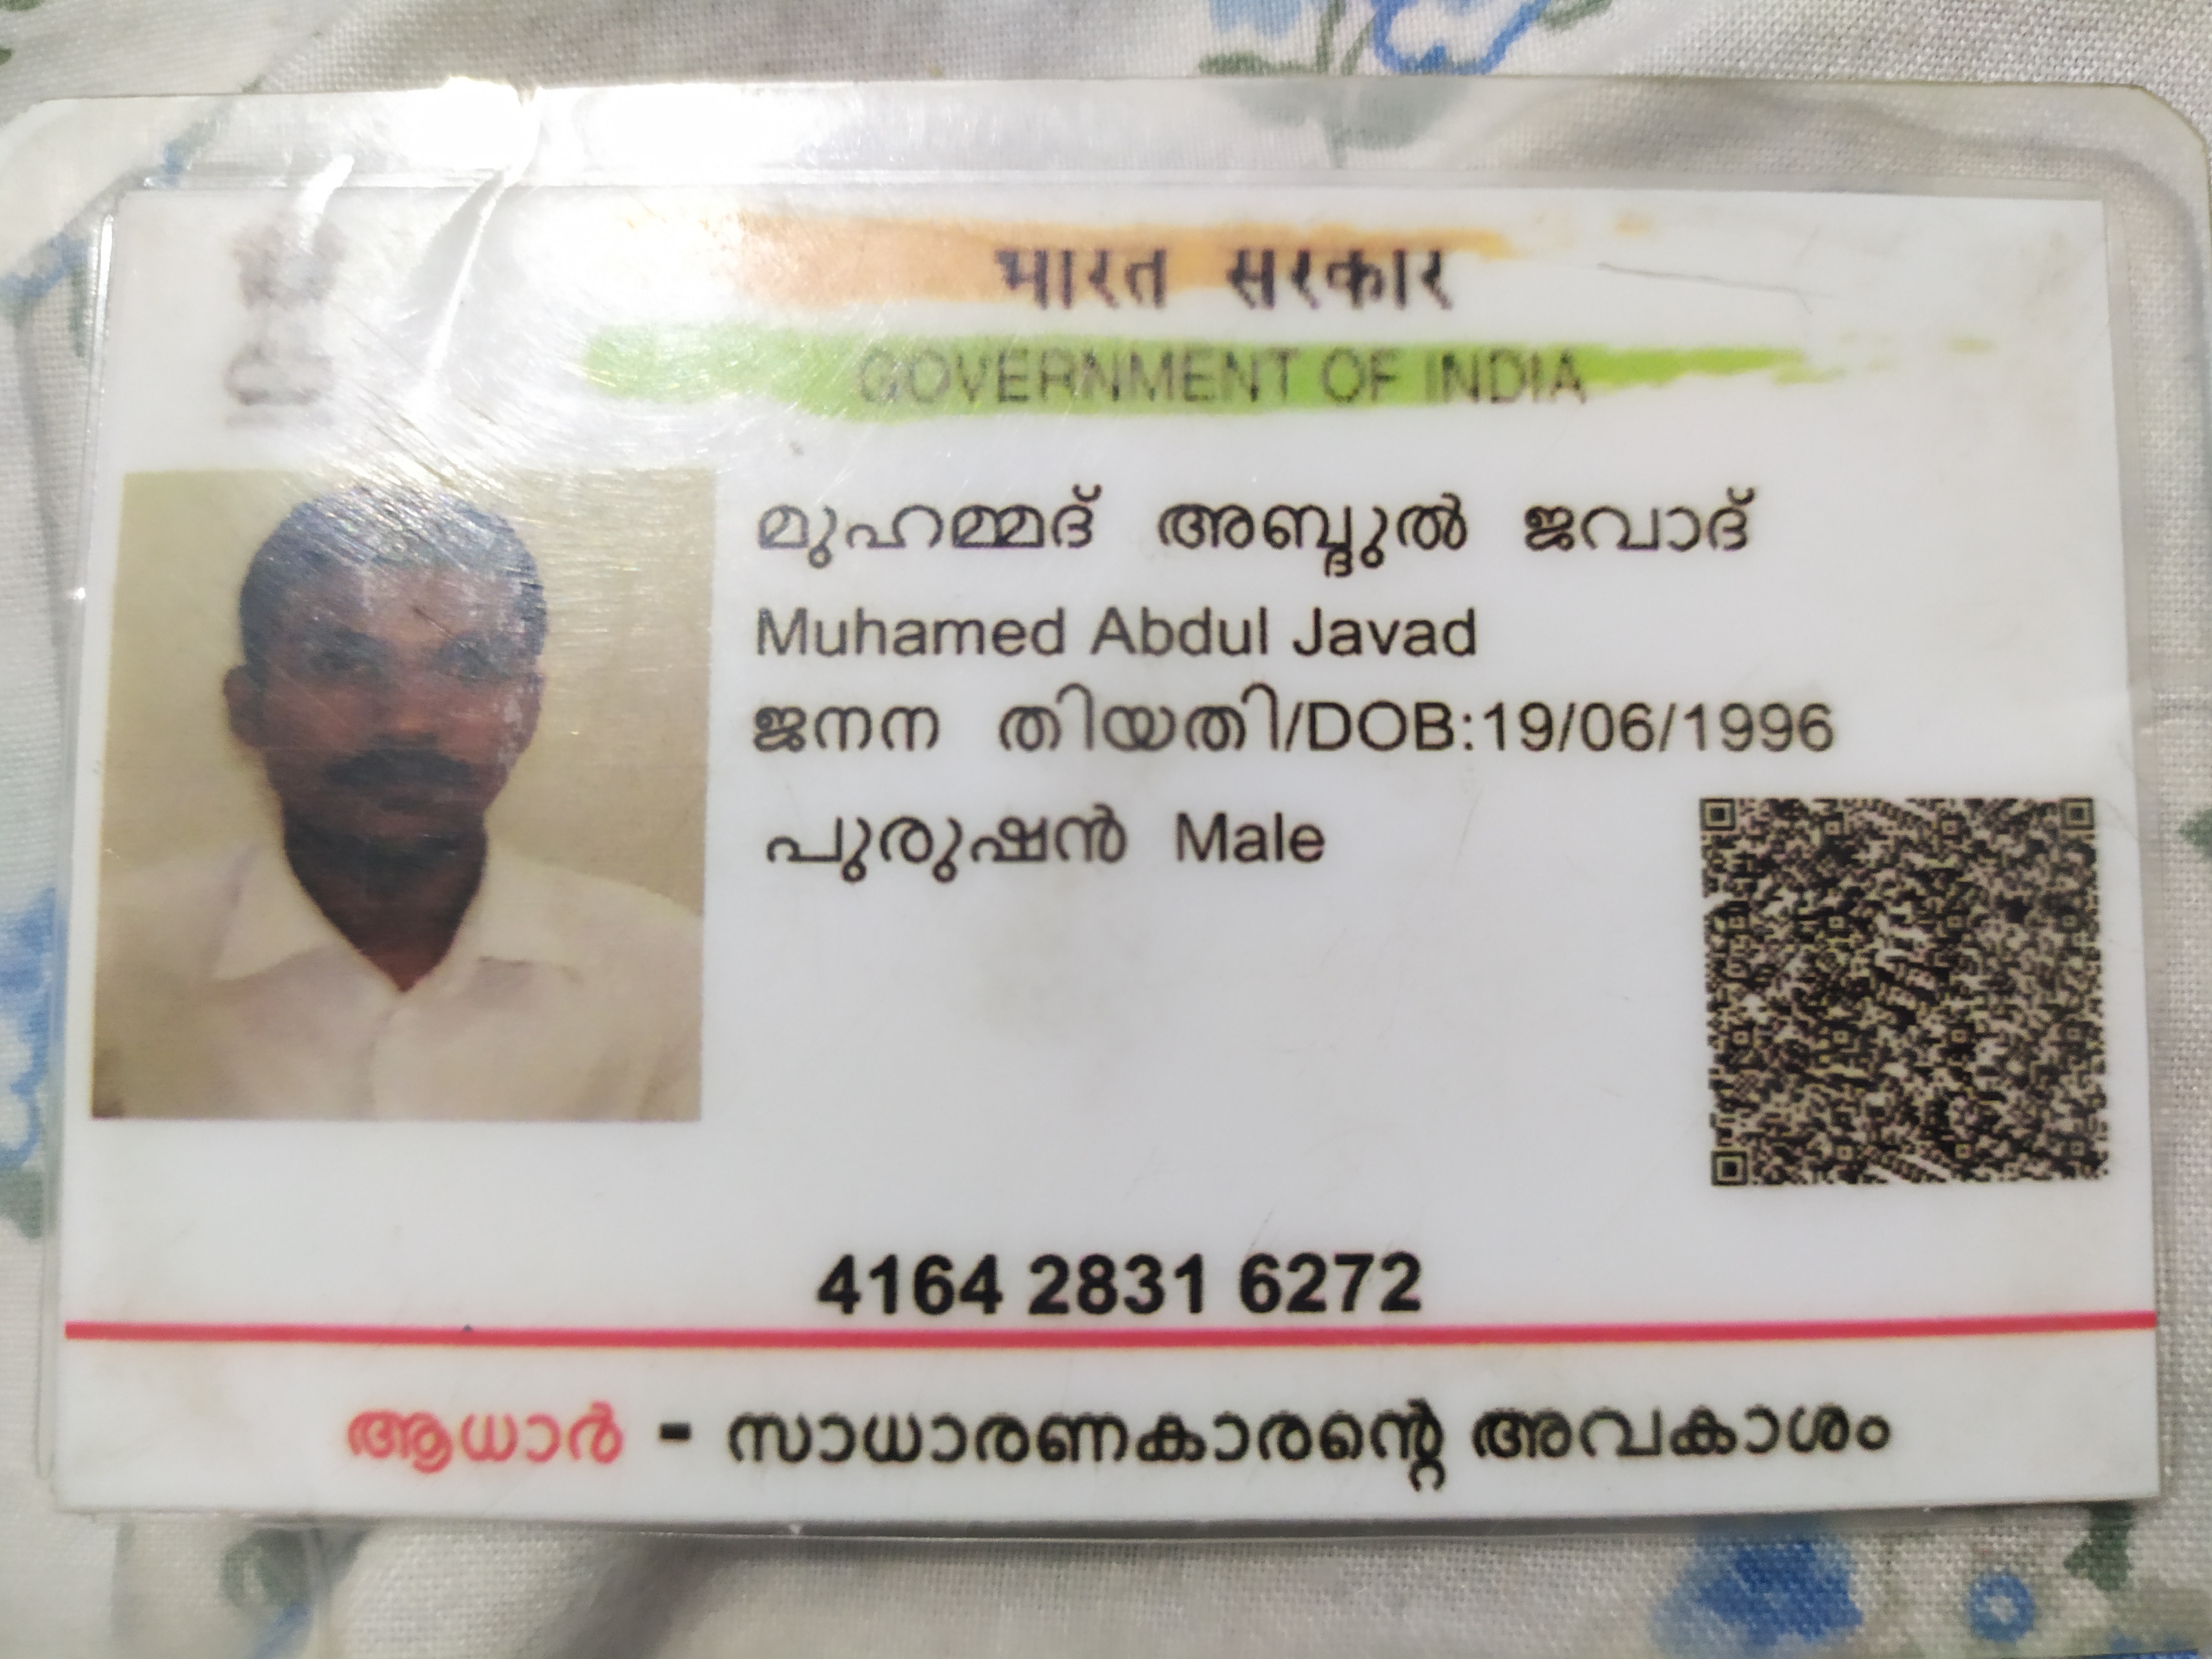 भारत सरकार
GOVERNMENT OF INDIA
മുഹമ്മദ് അബ്ദുൽ ജവാദ്
Muhamed Abdul Javad
ജനന തിയതി/DOB:19/06/1996
പുരുഷൻ Male
4164 2831 6272
ആധാർ - സാധാരണകാരന്റെ അവകാശം